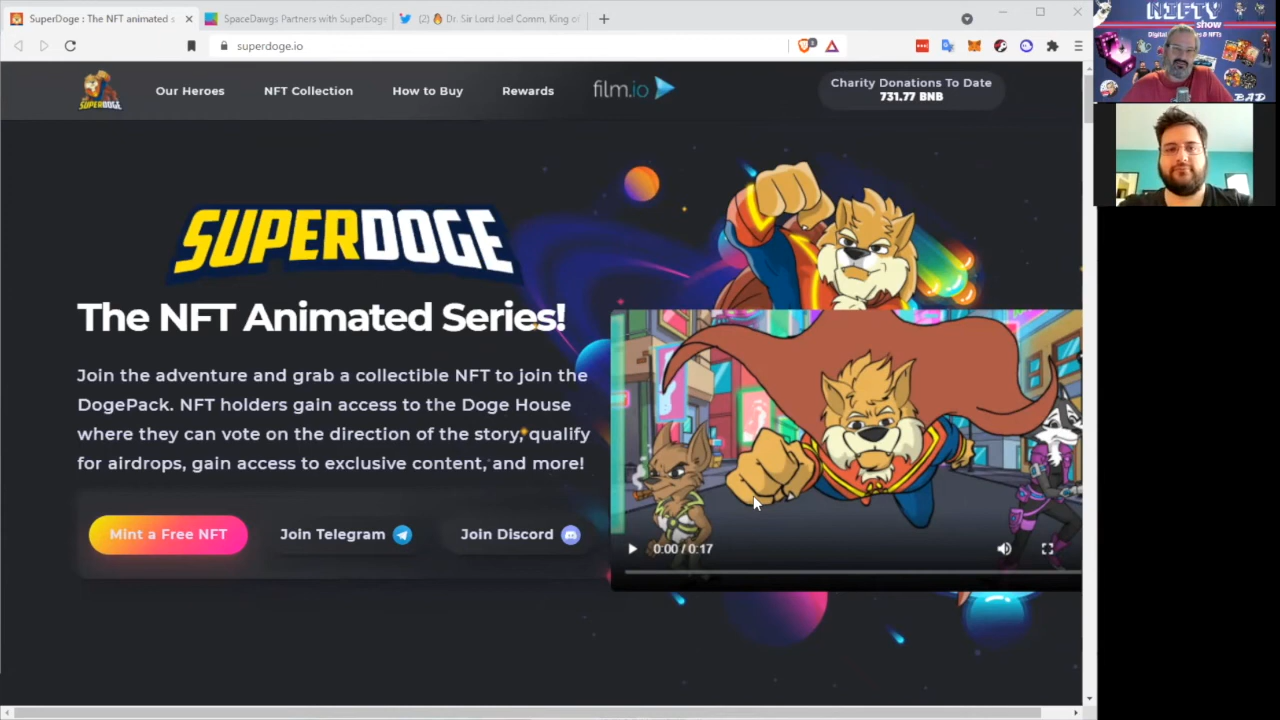 SuperDoge : The NFT animated s
SpaceDawgs Partners with SuperDoge
(2) 🔥 Dr. Sir Lord Joel Comm, King of
superdoge.io
NIFTY
show
SUPERDOGE
Our Heroes
NFT Collection
How to Buy
Rewards
film.io
Charity Donations To Date
731.77 BNB
BAD
SUPERDOGE
The NFT Animated Series!
Join the adventure and grab a collectible NFT to join the
DogePack. NFT holders gain access to the Doge House
where they can vote on the direction of the story, qualify
for airdrops, gain access to exclusive content, and more!
Mint a Free NFT
Join Telegram
Join Discord
0:00 / 0:17